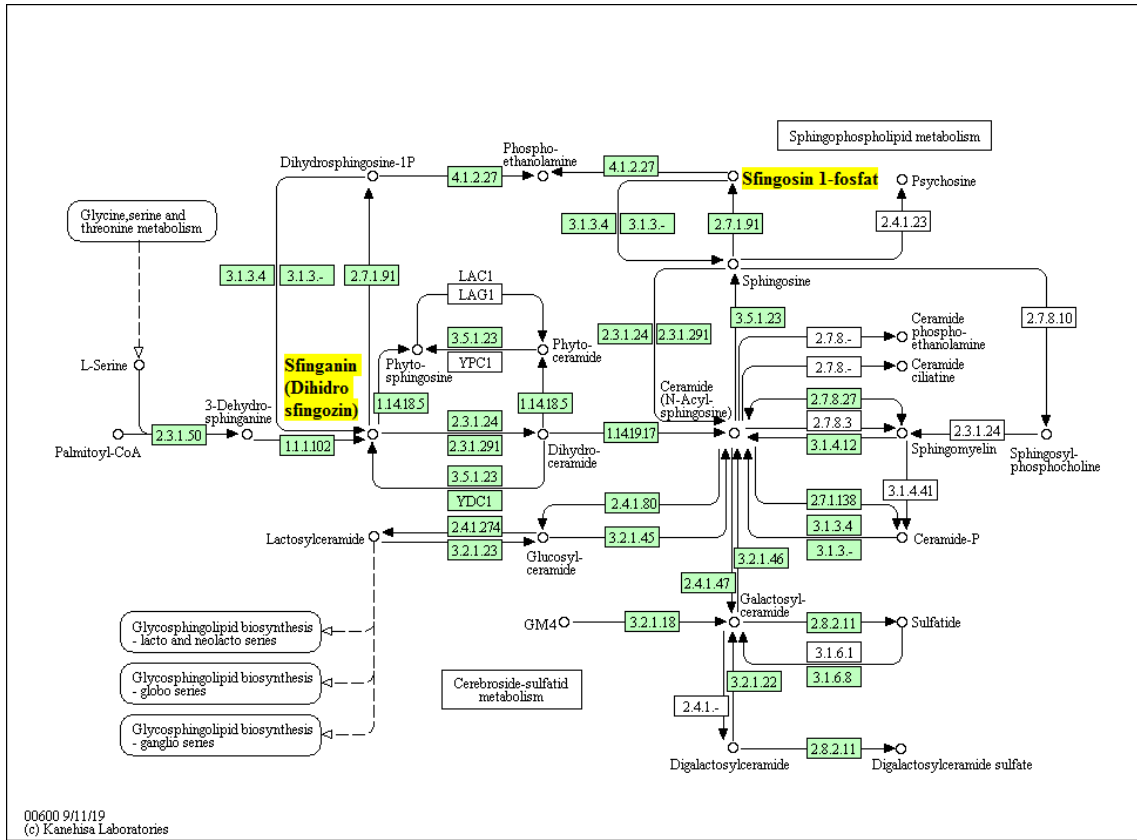 Sphingophospholipid metabolism
Phospho-
ethanolamine
Dihydrosphingosine-1P
4.1.2.27
4.1.2.27
Sfingosin 1-fosfat
Psychosine
Glycine,serine and
threonine metabolism
3.1.3.4
3.1.3.-
2.7.1.91
2.4.1.23
3.1.3.4
3.1.3.-
2.7.1.91
LAC1
LAG1
Sphingosine
3.5.1.23
YPC1
Phyto-
sphingosine
Phyto-
ceramide
2.3.1.24
2.3.1.291
3.5.1.23
2.7.8.-
Ceramide
phospho-
ethanolamine
2.7.8.10
L-Serine
Sfinganin
(Dihidro
sfingozin)
2.7.8.-
Ceramide
ciliatine
3-Dehydro-
sphinganine
1.14.18.5
1.14.18.5
Ceramide
(N-Acyl-
sphingosine)
2.7.8.27
2.7.8.3
3.1.4.12
Palmitoyl-CoA
2.3.1.50
1.1.1.102
2.3.1.24
2.3.1.291
Dihydro-
ceramide
1.14.19.17
Sphingomyelin
2.3.1.24
Sphingosyl-
phosphocholine
3.5.1.23
YDC1
3.1.4.41
2.4.1.80
2.7.1.138
Lactosylceramide
2.4.1.274
3.2.1.23
Glucosyl-
ceramide
3.2.1.45
3.1.3.4
3.1.3.-
Ceramide-P
3.2.1.46
2.4.1.47
Galactosyl-
ceramide
GM4
3.2.1.18
2.8.2.11
Sulfatide
Glycosphingolipid biosynthesis
- lacto and neolacto series
3.1.6.1
3.1.6.8
Glycosphingolipid biosynthesis
- globo series
Cerebroside-sulfatid
metabolism
3.2.1.22
2.4.1.-
Glycosphingolipid biosynthesis
- ganglio series
Digalactosylceramide
2.8.2.11
Digalactosylceramide sulfate
00600 9/11/19
(c) Kanehisa Laboratories